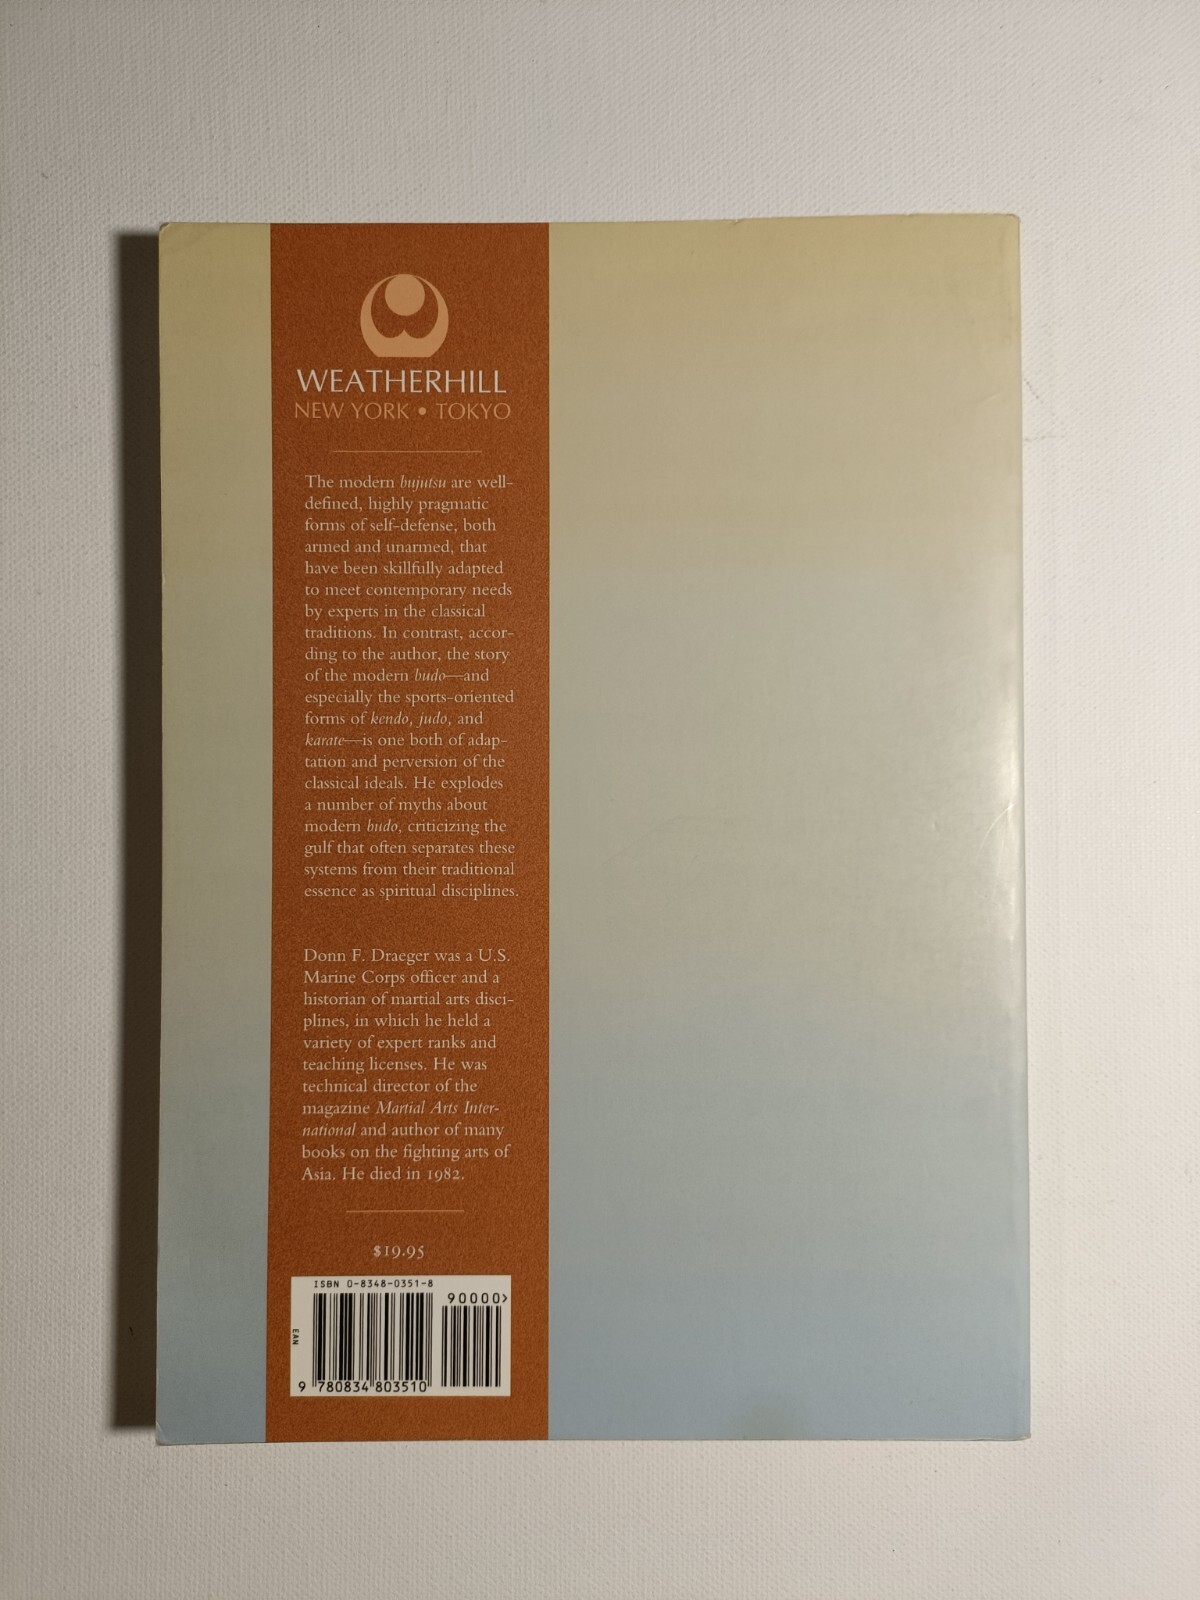 WEATHERHILL
NEW YORK • TOKYO
The modern bujutsu are well-
defined, highly pragmatic
forms of self-defense, both
armed and unarmed, that
have been skillfully adapted
to meet contemporary needs
by experts in the classical
traditions. In contrast, accor-
ding to the author, the story
of the modern budo—and
especially the sports-oriented
forms of kendo, judo, and
karate—is one both of adap-
tation and perversion of the
classical ideals. He explodes
a number of myths about
modern budo, criticizing the
gulf that often separates these
systems from their traditional
essence as spiritual disciplines.
Donn F. Draeger was a U.S.
Marine Corps officer and a
historian of martial arts disci-
plines, in which he held a
variety of expert ranks and
teaching licenses. He was
technical director of the
magazine Martial Arts Inter-
national and author of many
books on the fighting arts of
Asia. He died in 1982.
$19.95
ISBN 0-8348-0351-8
90000>
EAN
9 780834 803510